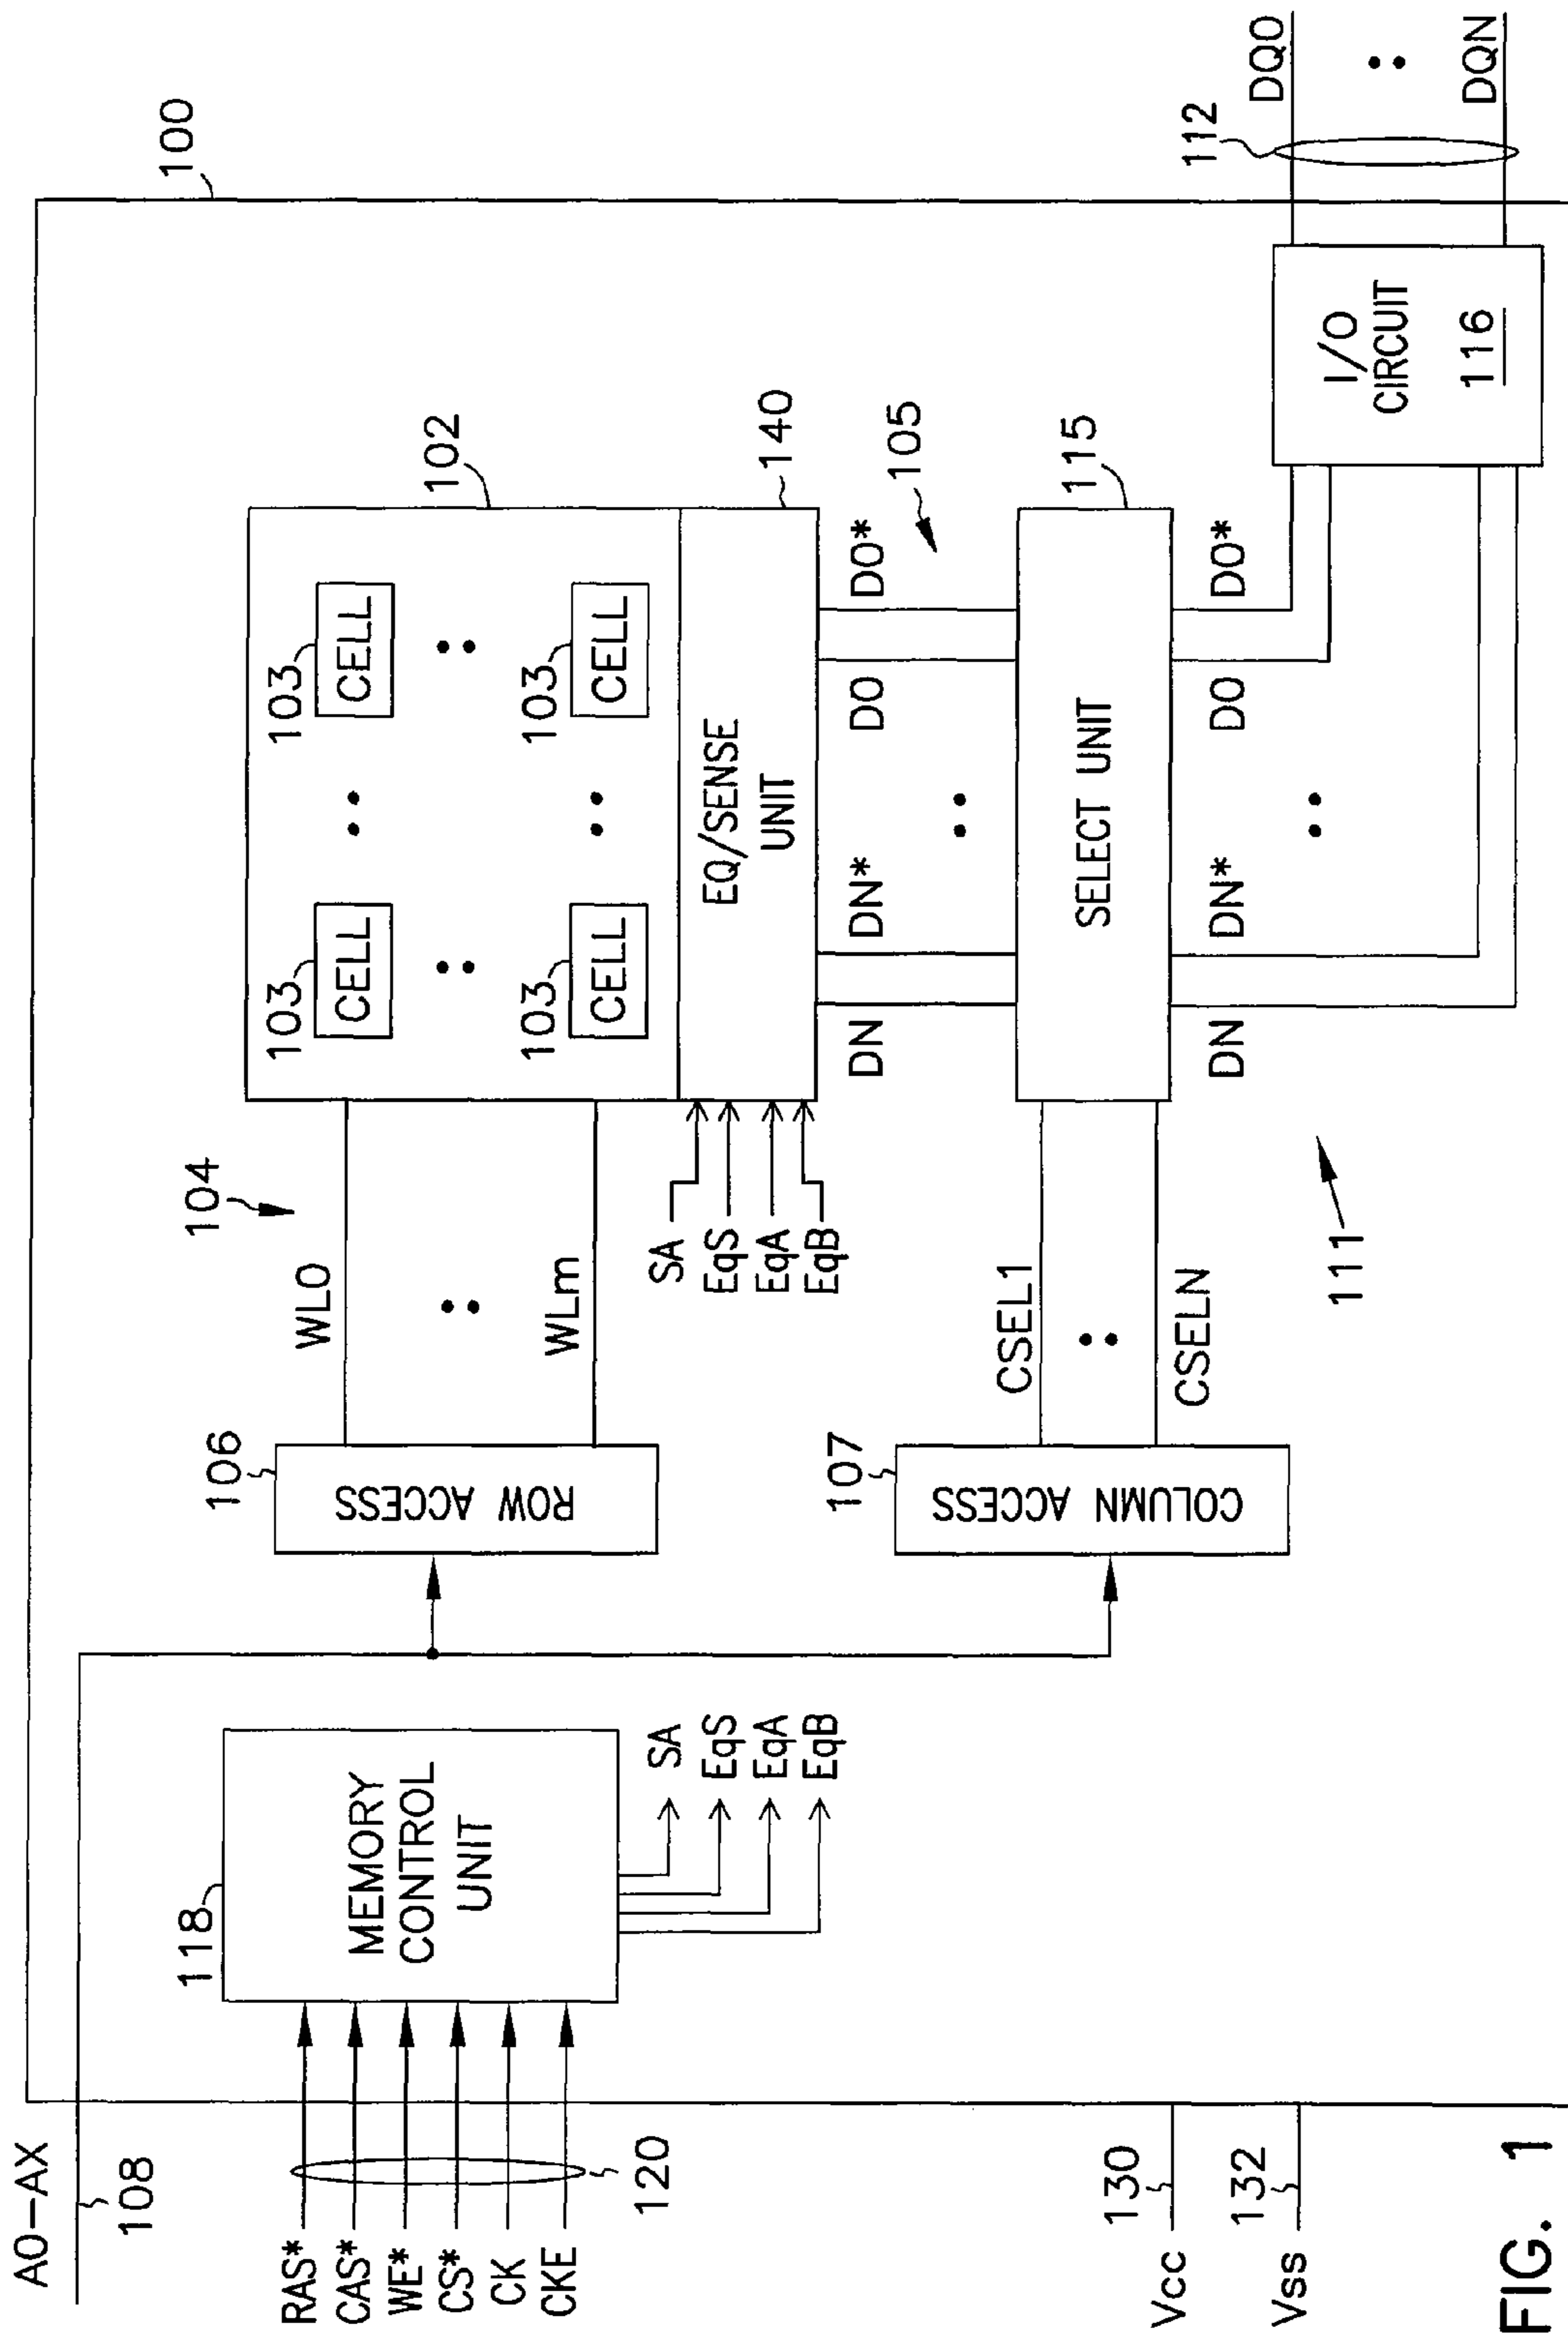 A0–AX
108
100
118
MEMORY
CONTROL
UNIT
RAS*
CAS*
WE*
CS*
CK
CKE
120
SA
EqS
EqA
EqB
106
ROW ACCESS
104
WL0
WLm
102
103
CELL
103
CELL
103
CELL
103
CELL
SA
EqS
EqA
EqB
EQ/SENSE
UNIT
140
DN
DN*
D0
D0*
105
107
COLUMN ACCESS
CSEL1
CSELN
SELECT UNIT
115
DN
DN*
D0
D0*
111
I/O
CIRCUIT
116
112
DQ0
DQN
Vcc
130
Vss
132
FIG. 1